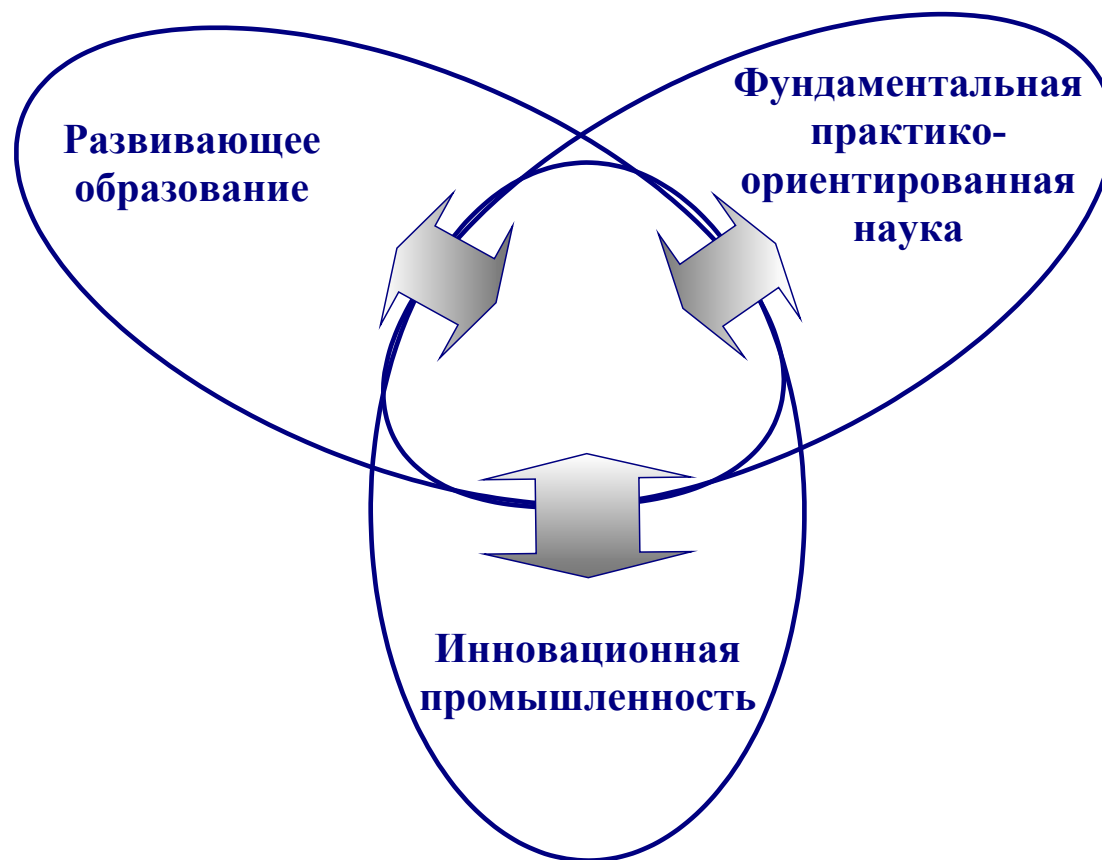 Развивающее
образование
Фундаментальная
практико-
ориентированная
наука
Инновационная
промышленность